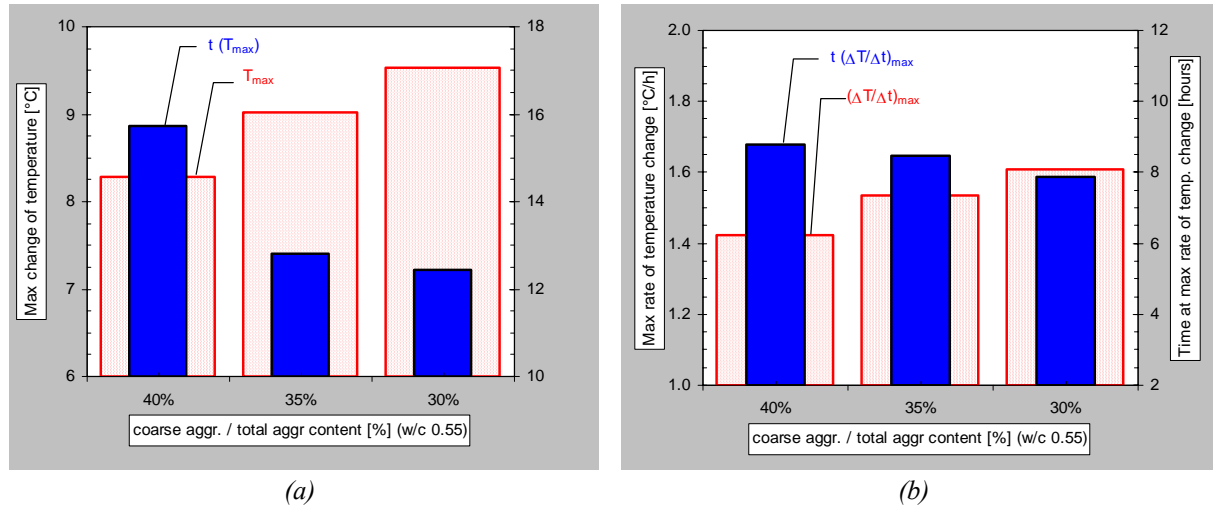 Max change of temperature [°C]
10
9
8
7
6
18
16
14
12
10
t (Tmax)
Tmax
40%
35%
30%
coarse aggr. / total aggr content [%] (w/c 0.55)
(a)
Max rate of temperature change [°C/h]
2.0
1.8
1.6
1.4
1.2
1.0
12
10
8
6
4
2
Time at max rate of temp. change [hours]
t (ΔT/Δt)max
(ΔT/Δt)max
40%
35%
30%
coarse aggr. / total aggr content [%] (w/c 0.55)
(b)